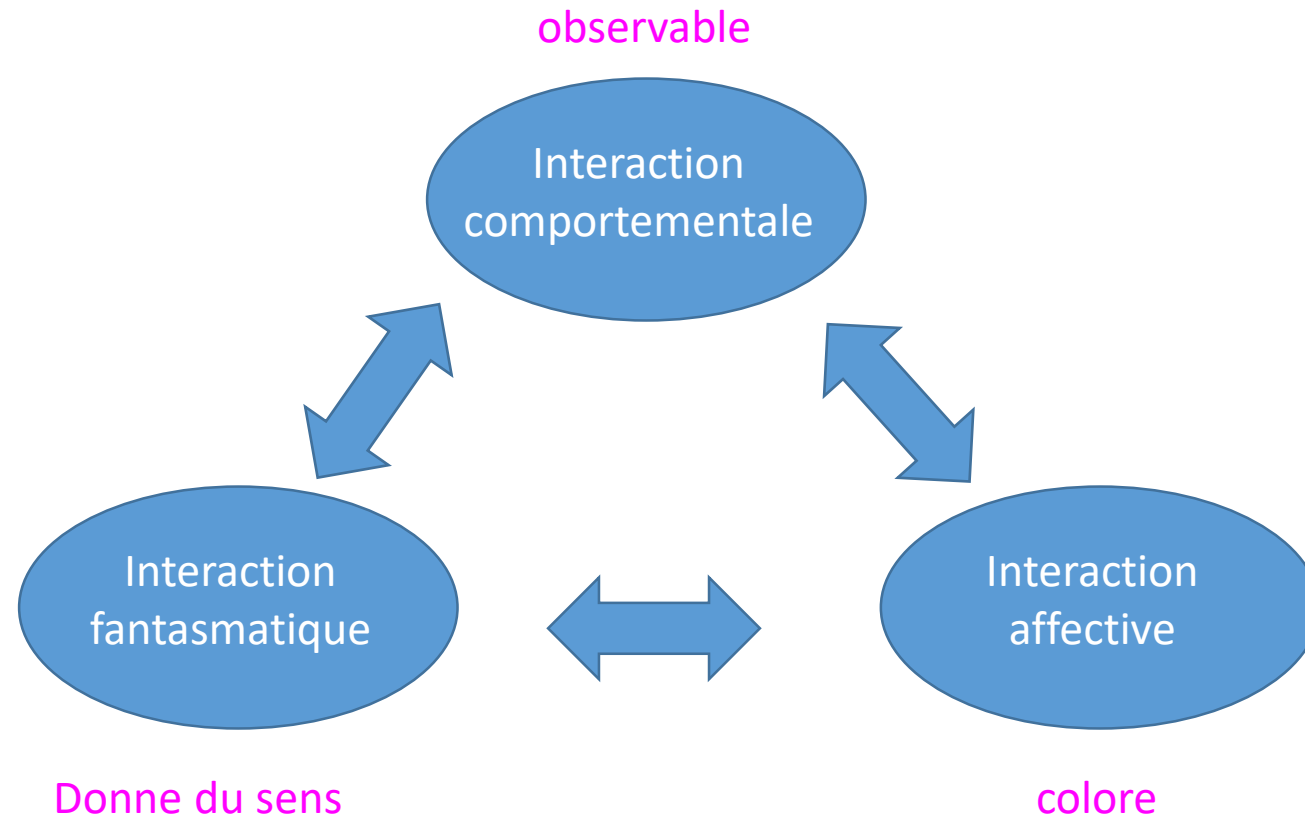 observable
Interaction
comportementale
Interaction
fantasmatique
Interaction
affective
Donne du sens
colore